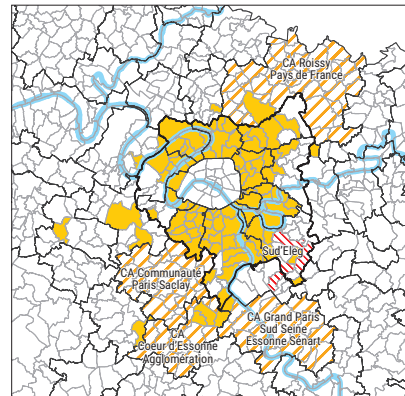 CA Roissy
Pays de France
Sud'Eleg
CA Communauté
Paris Saclay
CA Grand Paris
Sud Seine
Essonne Sénart
CA
Coeur d'Essonne
Agglomération